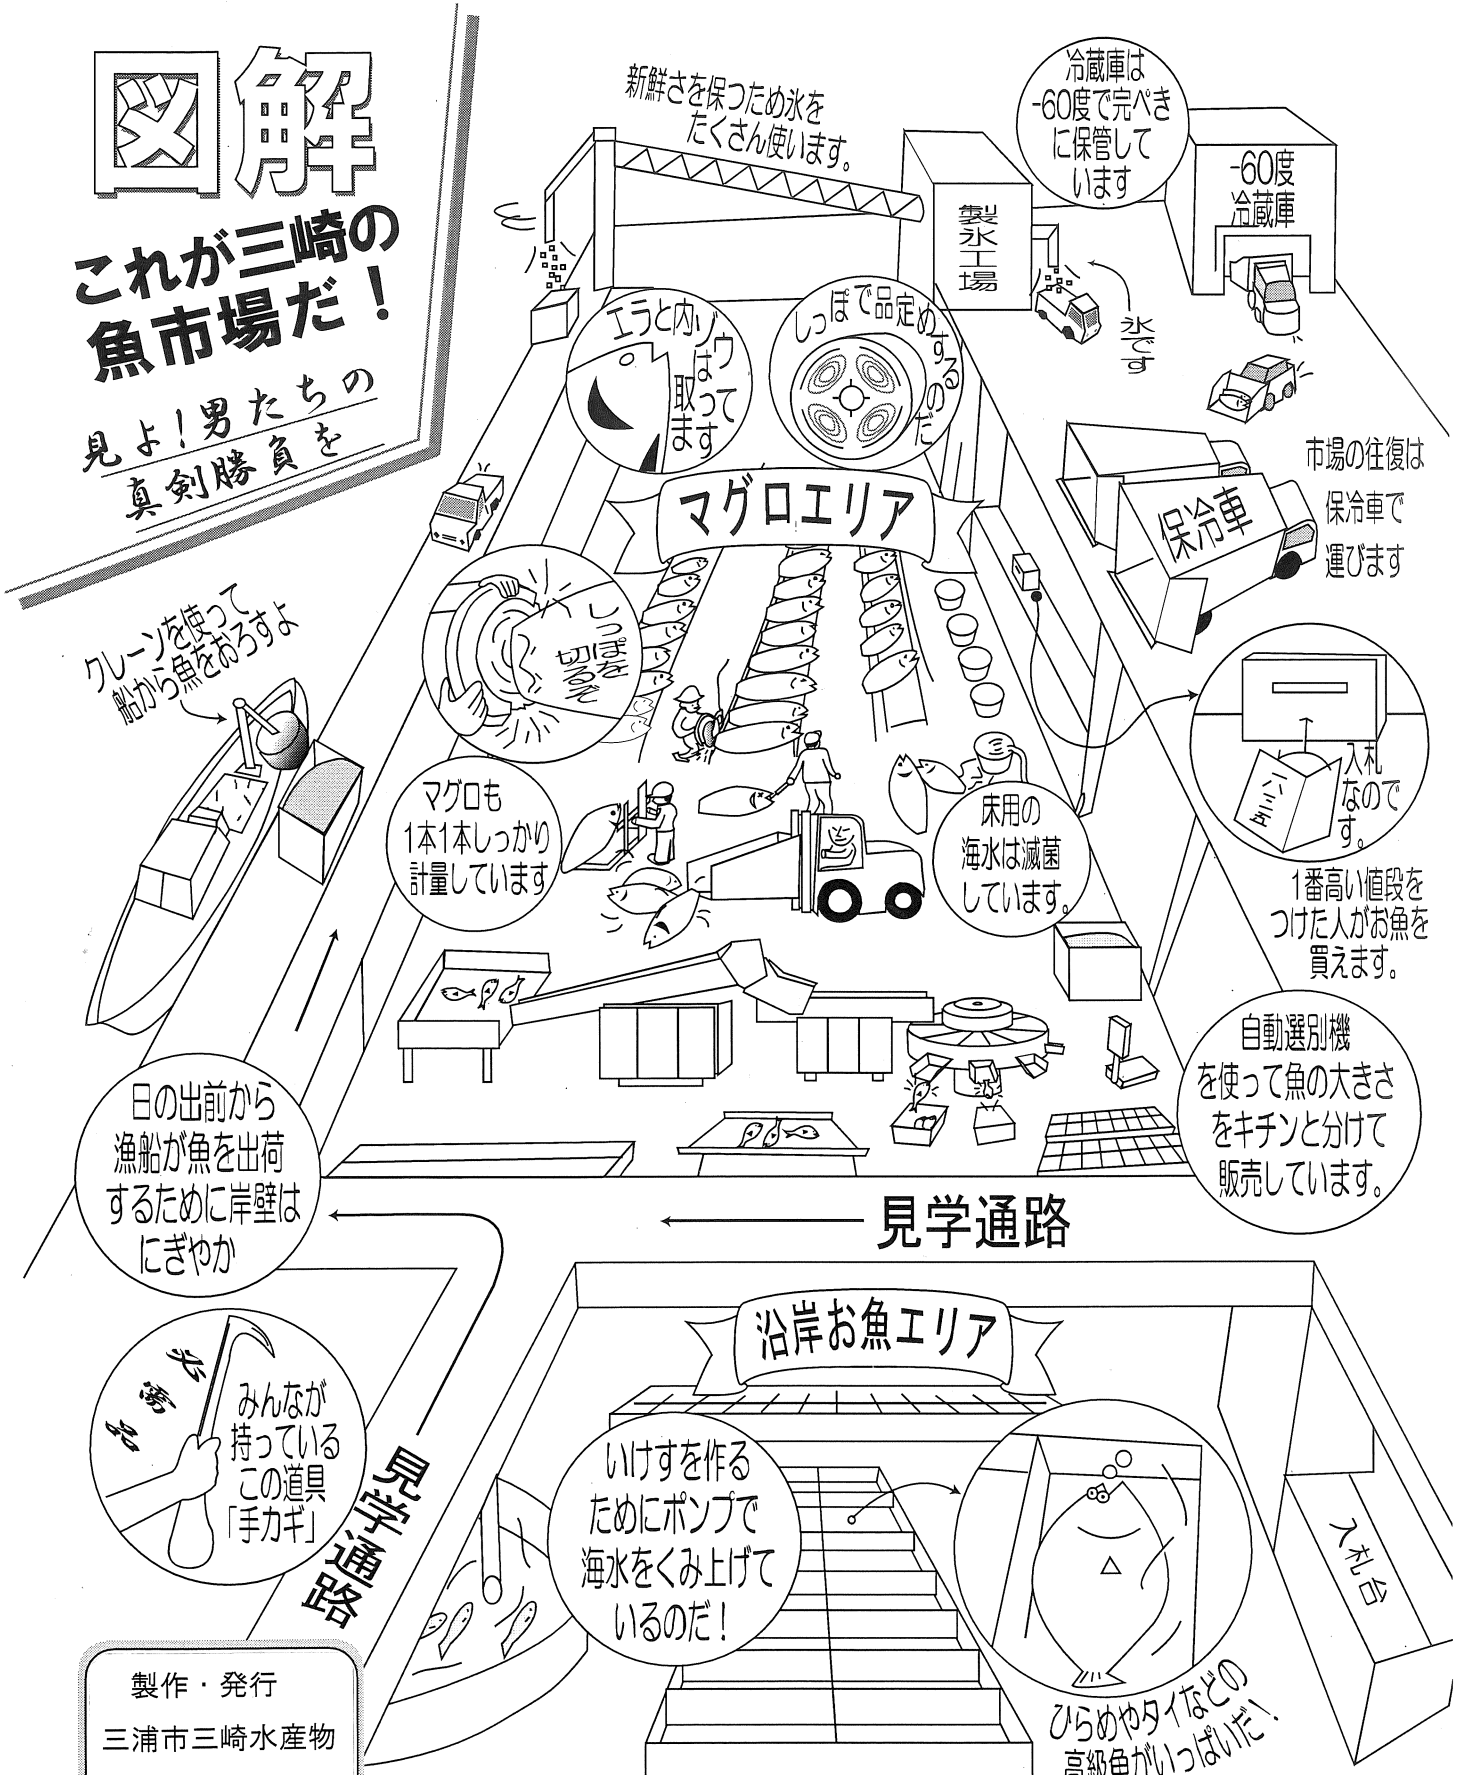 図解
これが三崎の
魚市場だ！
見よ！男たちの
真剣勝負を
新鮮さを保つため氷を
たくさん使います。
冷蔵庫は
-60度で完ぺき
に保管して
います
-60度
冷蔵庫
製氷工場
氷です
エラと内ゾウは
取って
ます
しっぽで品定めするのだ
マグロエリア
保冷車
市場の往復は
保冷車で
運びます
クレーンを使って
船から魚をおろすよ
しっぽを
切るぞ
入札
なので
す。
一八三五
1番高い値段を
つけた人がお魚を
買えます。
マグロも
1本1本しっかり
計量しています
床用の
海水は滅菌
しています。
自動選別機
を使って魚の大きさ
をキチンと分けて
販売しています。
日の出前から
漁船が魚を出荷
するために岸壁は
にぎやか
見学通路
沿岸お魚エリア
必需品
みんなが
持っている
この道具
「手カギ」
見学通路
いけすを作る
ためにポンプで
海水をくみ上げて
いるのだ！
入札台
ひらめやタイなどの
高級魚がいっぱいだ！
製作・発行
三浦市三崎水産物